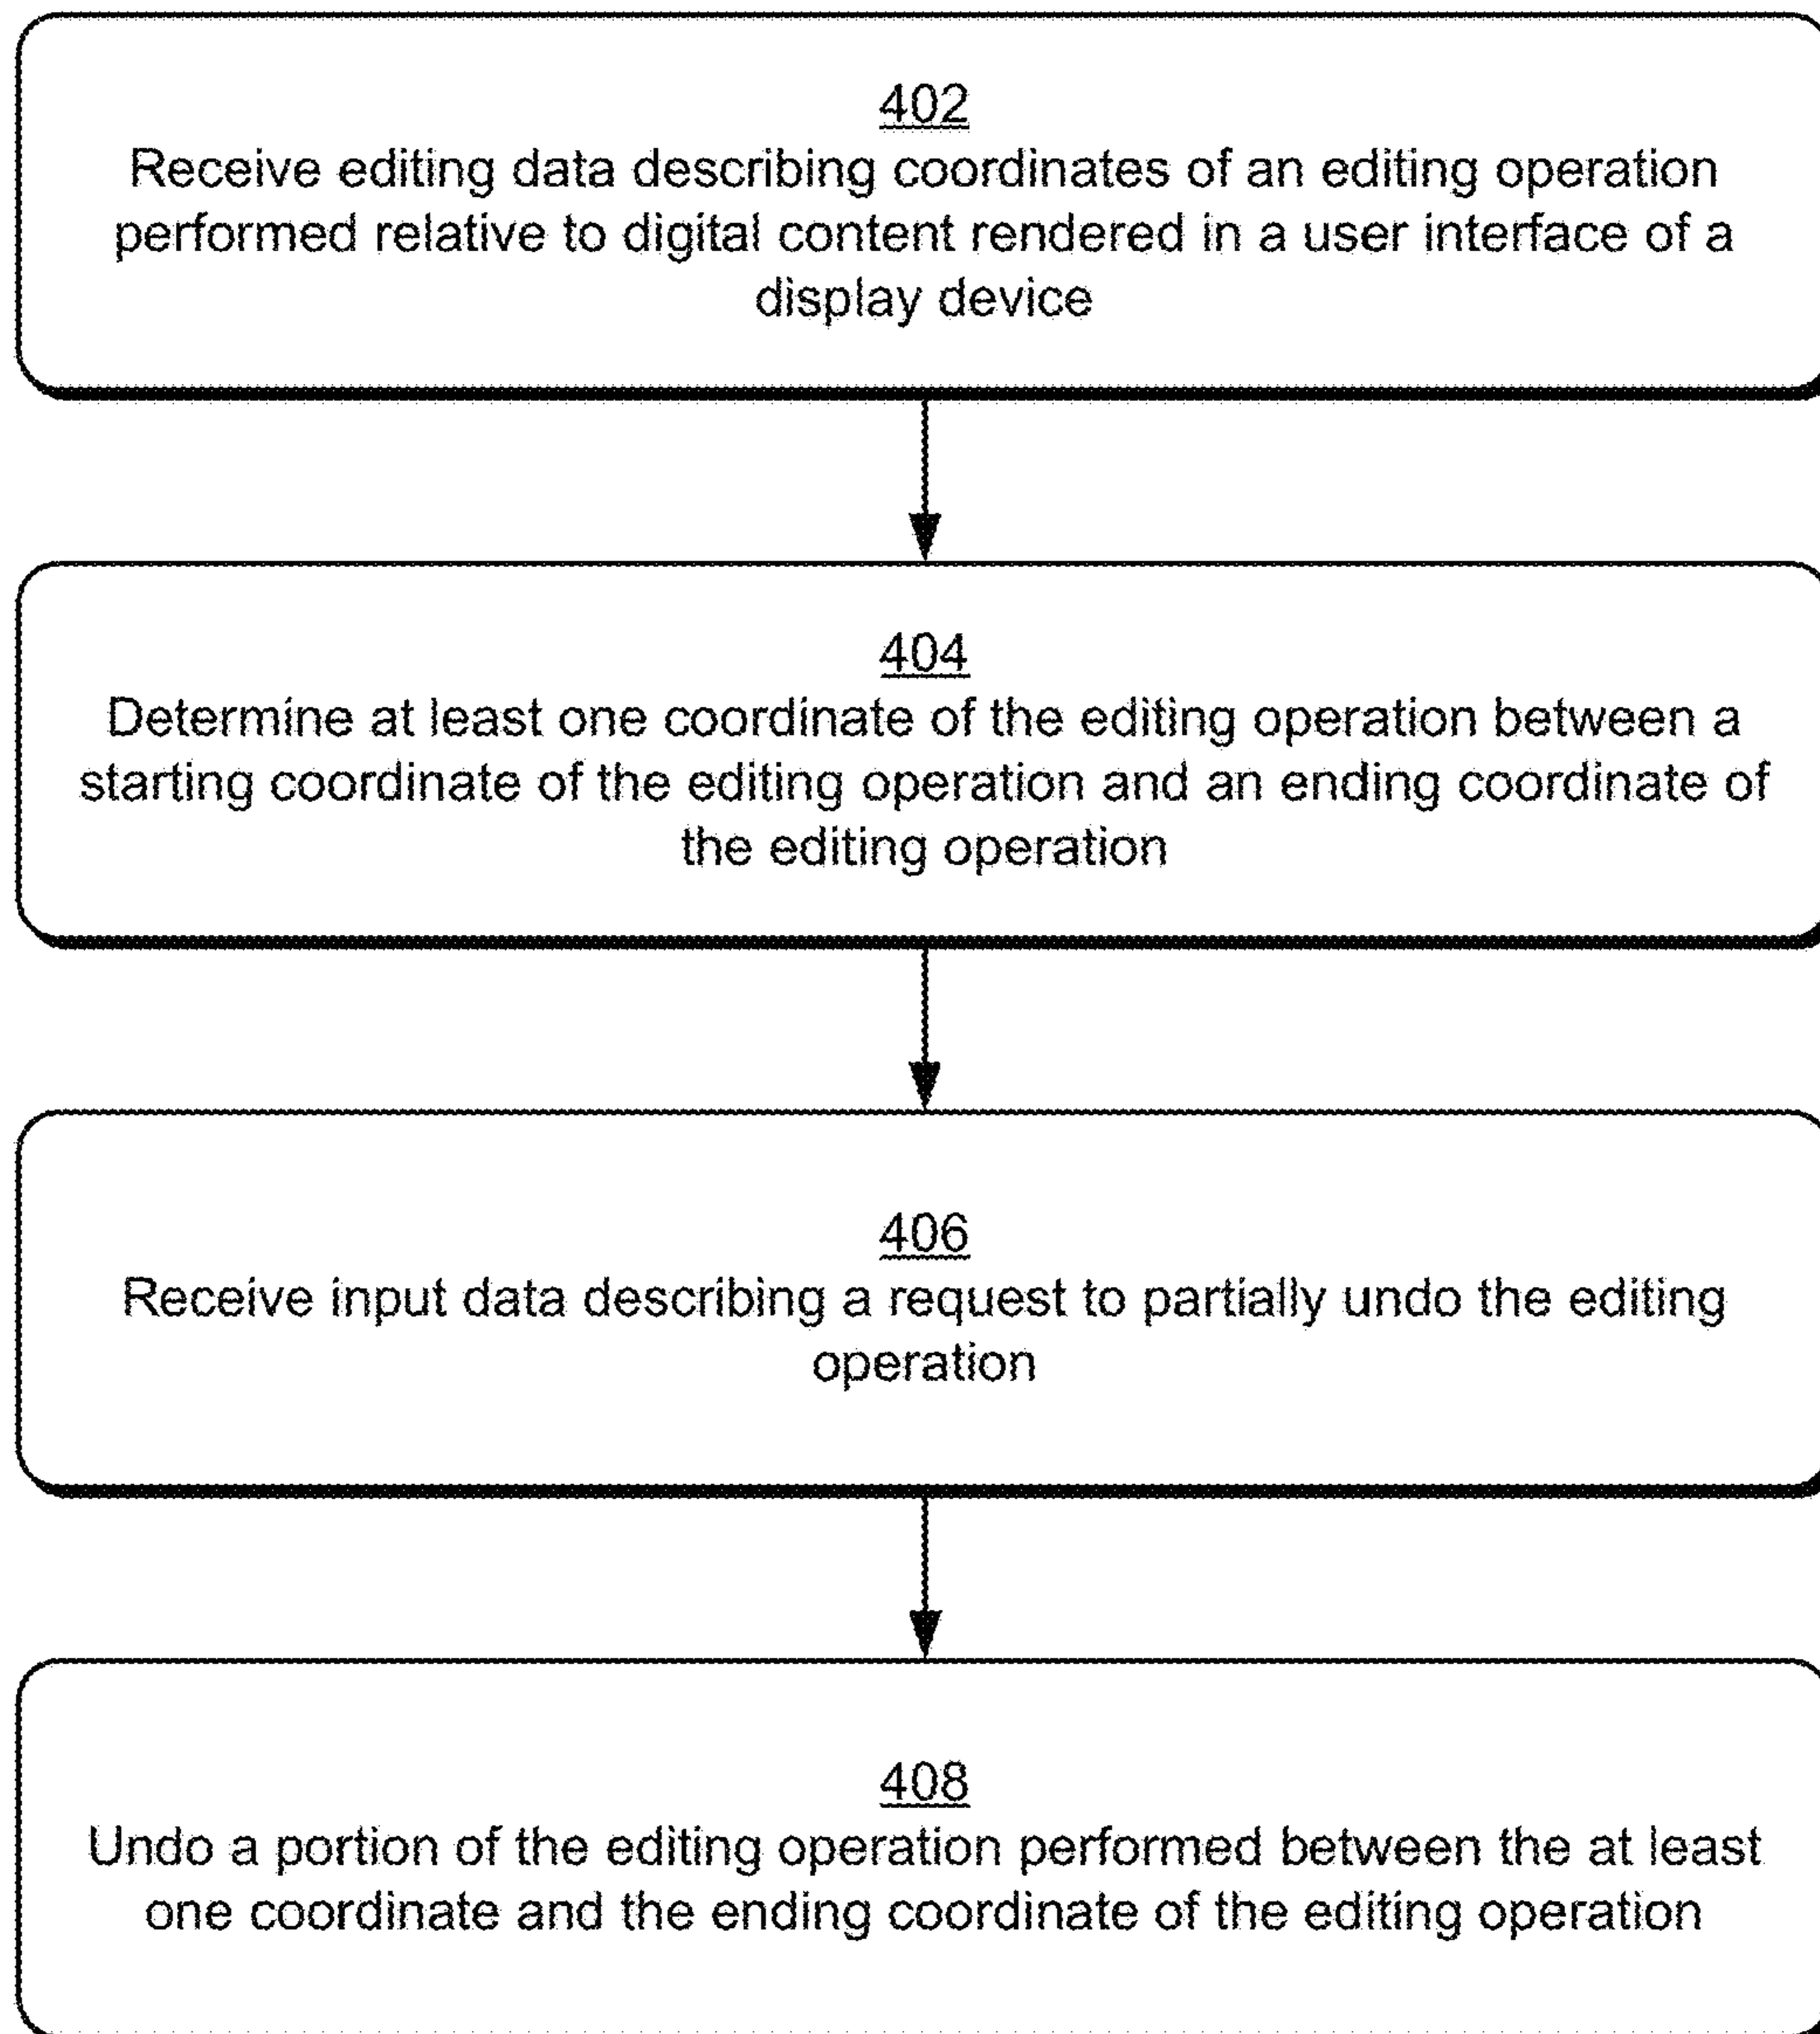 402
Receive editing data describing coordinates of an editing operation
performed relative to digital content rendered in a user interface of a
display device
404
Determine at least one coordinate of the editing operation between a
starting coordinate of the editing operation and an ending coordinate of
the editing operation
406
Receive input data describing a request to partially undo the editing
operation
408
Undo a portion of the editing operation performed between the at least
one coordinate and the ending coordinate of the editing operation